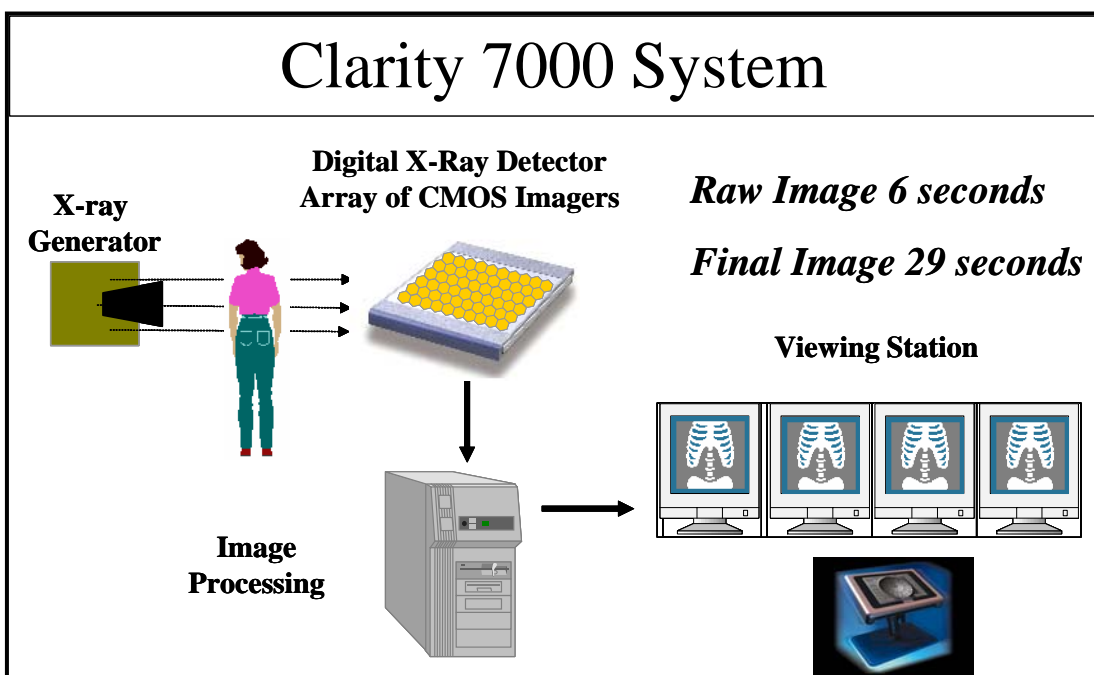 Clarity 7000 System
Digital X-Ray Detector
Array of CMOS Imagers
X-ray
Generator
Raw Image 6 seconds
Final Image 29 seconds
Viewing Station
Image
Processing